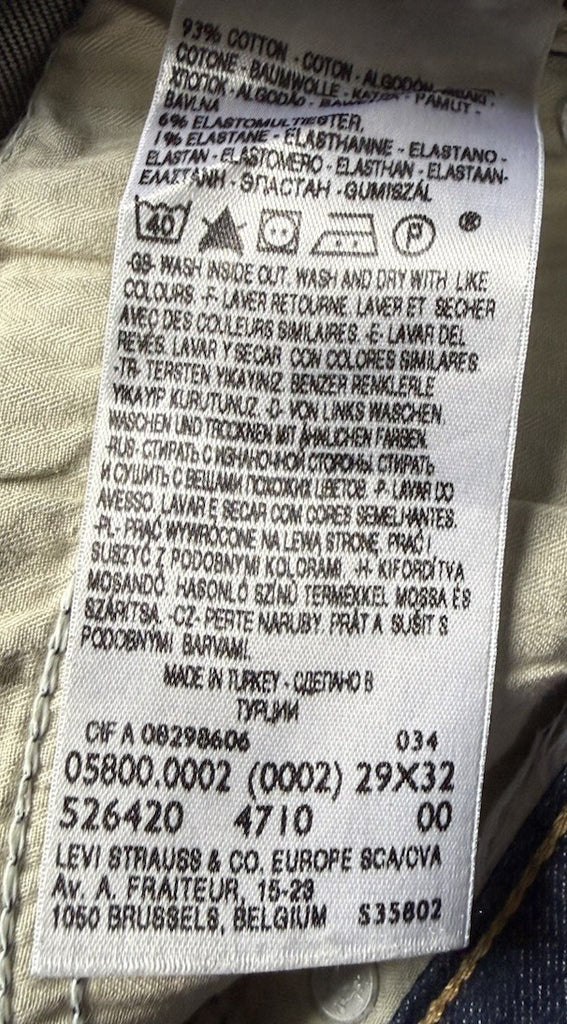 93% COTTON - COTON - ALGODÓN
COTONE - BAUMWOLLE - PAMUT -
ХЛОПОК - ALGODÃO -
BAVLNA
6% ELASTOMULTIESTER,
1% ELASTANE - ELASTHANNE - ELASTANO -
ELASTAN - ELASTOMERO - ELASTHAN - ELASTAAN-
ΕΛΑΣΤΑΝΗ - ЭЛАСТАН - GUMISZÁL
40 P ®
-GB- WASH INSIDE OUT. WASH AND DRY WITH LIKE
COLOURS. -F- LAVER RETOURNE. LAVER ET SECHER
AVEC DES COULEURS SIMILAIRES. -E- LAVAR DEL
REVES. LAVAR Y SECAR CON COLORES SIMILARES.
-TR- TERSTEN YIKAYINIZ. BENZER RENKLERLE
YIKAYIP KURUTUNUZ. -D- VON LINKS WASCHEN.
WASCHEN UND TROCKNEN MIT ÄHNLICHEN FARBEN.
-RUS- СТИРАТЬ С ИЗНАНОЧНОЙ СТОРОНЫ. СТИРАТЬ
И СУШИТЬ С ВЕЩАМИ ПОХОЖИХ ЦВЕТОВ. -P- LAVAR DO
AVESSO. LAVAR E SECAR COM CORES SEMELHANTES.
-PL- PRAĆ WYWROCONE NA LEWA STRONE. PRAĆ I
SUSZYĆ Z PODOBNYMI KOLORAMI. -H- KIFORDÍTVA
MOSANDÓ. HASONLÓ SZÍNŰ TERMÉKKEL MOSSA ÉS
SZÁRÍTSA. -CZ- PERTE NARUBY. PRÁT A SUŠIT S
PODOBNÝMI BARVAMI.
MADE IN TURKEY - СДЕЛАНО В
ТУРЦИИ
CIF A 08298606 034
05800.0002 (0002) 29X32
526420 4710 00
LEVI STRAUSS & CO. EUROPE SCA/CVA
Av. A. FRAITEUR, 15-23
1050 BRUSSELS, BELGIUM S35802